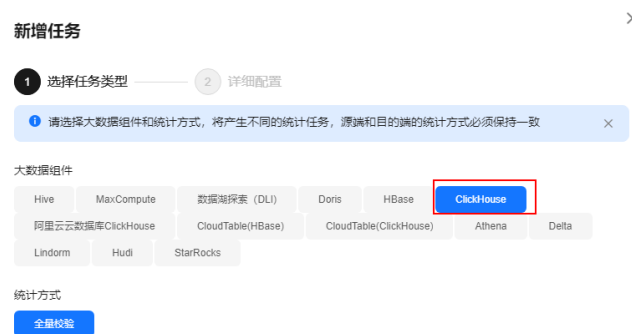 新增任务
1 选择任务类型 2 详细配置
请选择大数据组件和统计方式，将产生不同的统计任务，源端和目的端的统计方式必须保持一致
大数据组件
Hive MaxCompute 数据湖探索（DLI） Doris HBase ClickHouse
阿里云云数据库ClickHouse CloudTable(HBase) CloudTable(ClickHouse) Athena Delta
Lindorm Hudi StarRocks
统计方式
全量校验